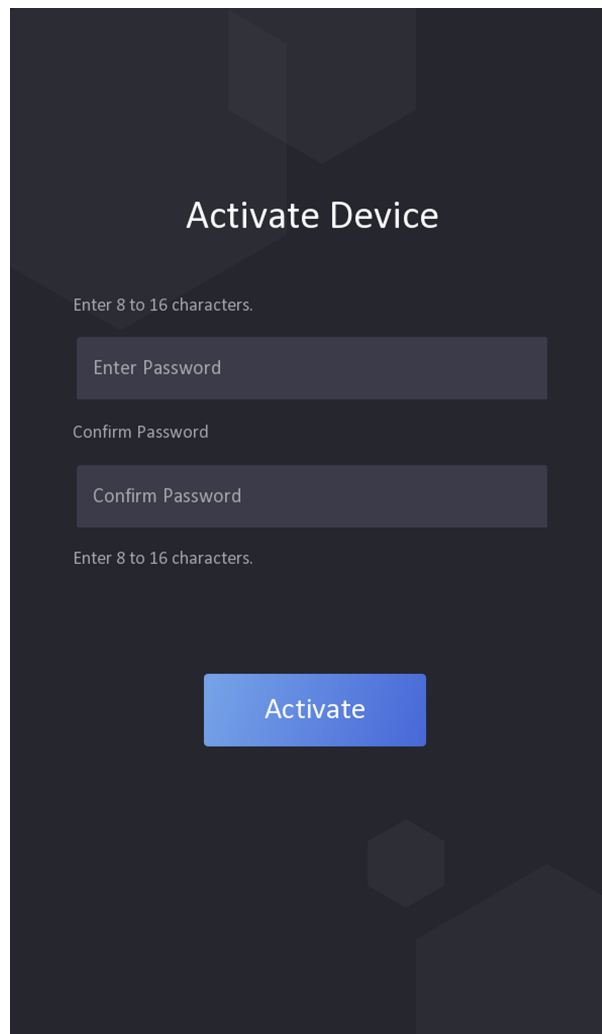 Activate Device
Enter 8 to 16 characters.
Enter Password
Confirm Password
Confirm Password
Enter 8 to 16 characters.
Activate